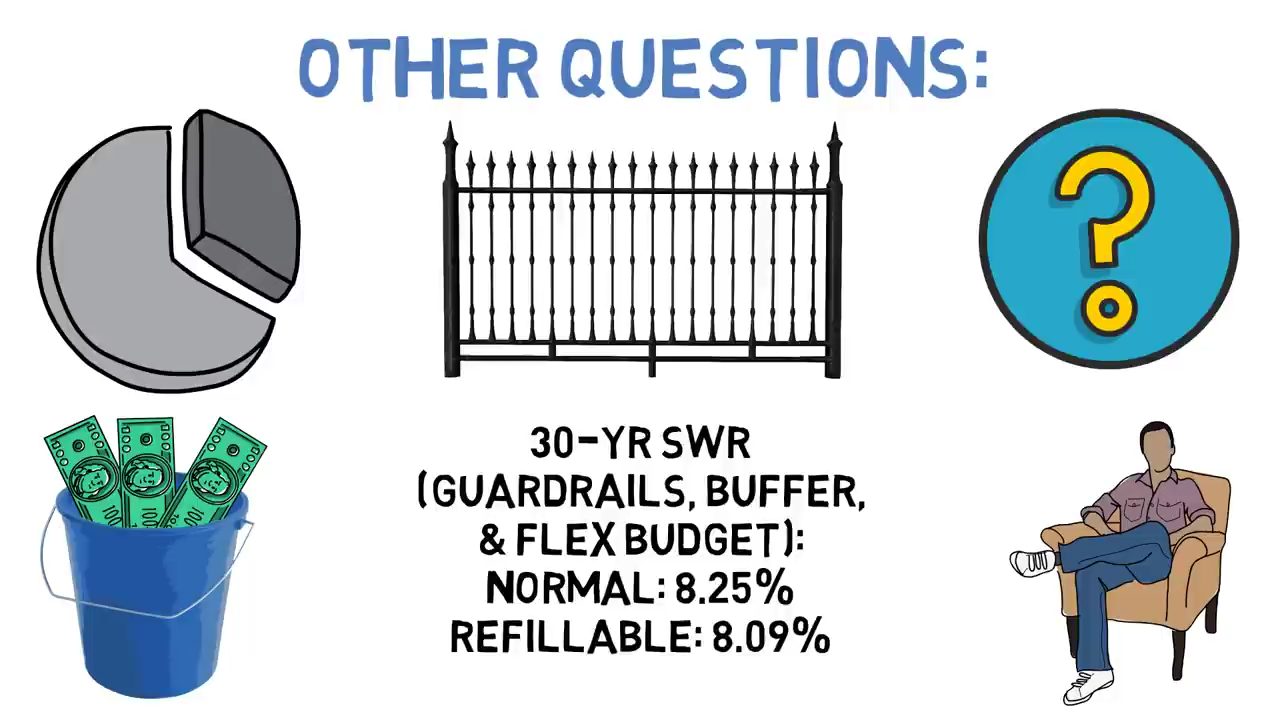 OTHER QUESTIONS:
30-YR SWR
(GUARDRAILS, BUFFER,
& FLEX BUDGET):
NORMAL: 8.25%
REFILLABLE: 8.09%